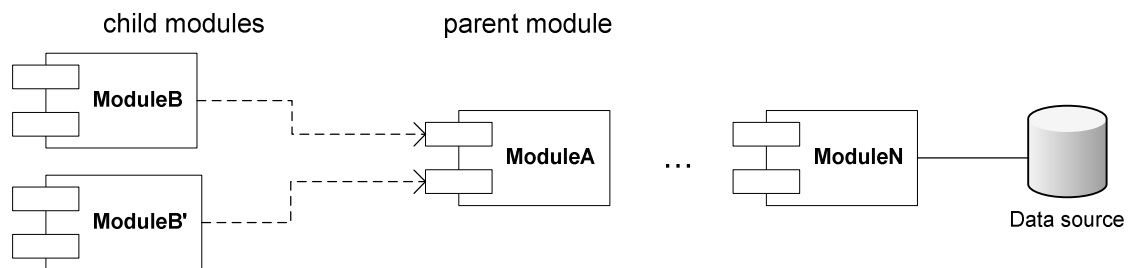 child modules parent module
ModuleB
ModuleA ... ModuleN
ModuleB'
Data source